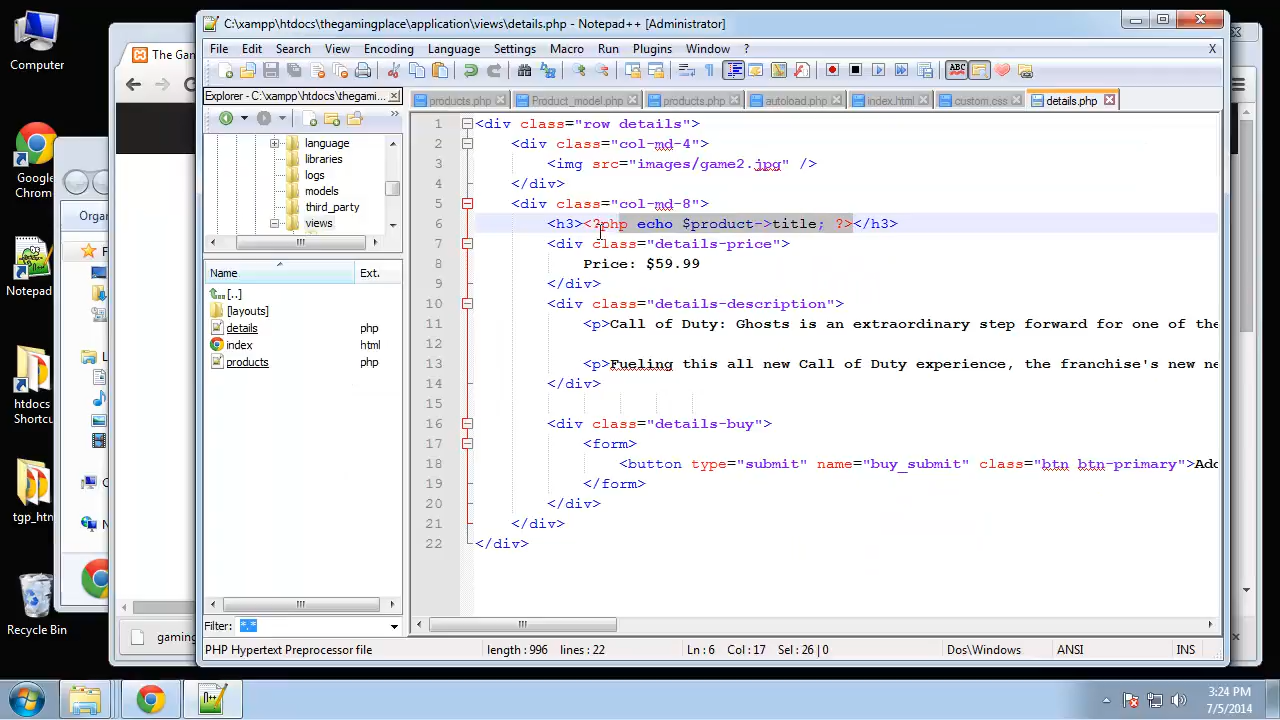 C:\xampp\htdocs\thegamingplace\application\views\details.php - Notepad++ [Administrator]
File Edit Search View Encoding Language Settings Macro Run Plugins Window ? X
Computer
The Gan
Explorer - C:\xampp\htdocs\thegami...
products.php Product_model.php products.php autoload.php index.html custom.css details.php
language
libraries
logs
models
third_party
views
Name Ext.
[..]
[layouts]
details php
index html
products php
Filter: *.*
1 <div class="row details">
2 <div class="col-md-4">
3 <img src="images/game2.jpg" />
4 </div>
5 <div class="col-md-8">
6 <h3><?php echo $product->title; ?></h3>
7 <div class="details-price">
8 Price: $59.99
9 </div>
10 <div class="details-description">
11 <p>Call of Duty: Ghosts is an extraordinary step forward for one of the
12
13 <p>Fueling this all new Call of Duty experience, the franchise's new ne
14 </div>
15
16 <div class="details-buy">
17 <form>
18 <button type="submit" name="buy_submit" class="btn btn-primary">Add
19 </form>
20 </div>
21 </div>
22 </div>
PHP Hypertext Preprocessor file length : 996 lines : 22 Ln : 6 Col : 17 Sel : 26 | 0 Dos\Windows ANSI INS
Google
Chrome
Notepad
htdocs
Shortcu
tgp_htn
Recycle Bin
Organ
gaming
3:24 PM
7/5/2014